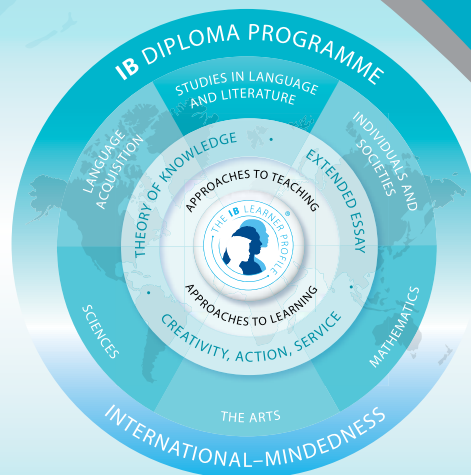 IB DIPLOMA PROGRAMME
STUDIES IN LANGUAGE
AND LITERATURE
LANGUAGE
ACQUISITION
INDIVIDUALS AND
SOCIETIES
THEORY OF KNOWLEDGE
EXTENDED ESSAY
APPROACHES TO TEACHING
THE IB LEARNER PROFILE
®
APPROACHES TO LEARNING
CREATIVITY, ACTION, SERVICE
SCIENCES
MATHEMATICS
THE ARTS
INTERNATIONAL–MINDEDNESS